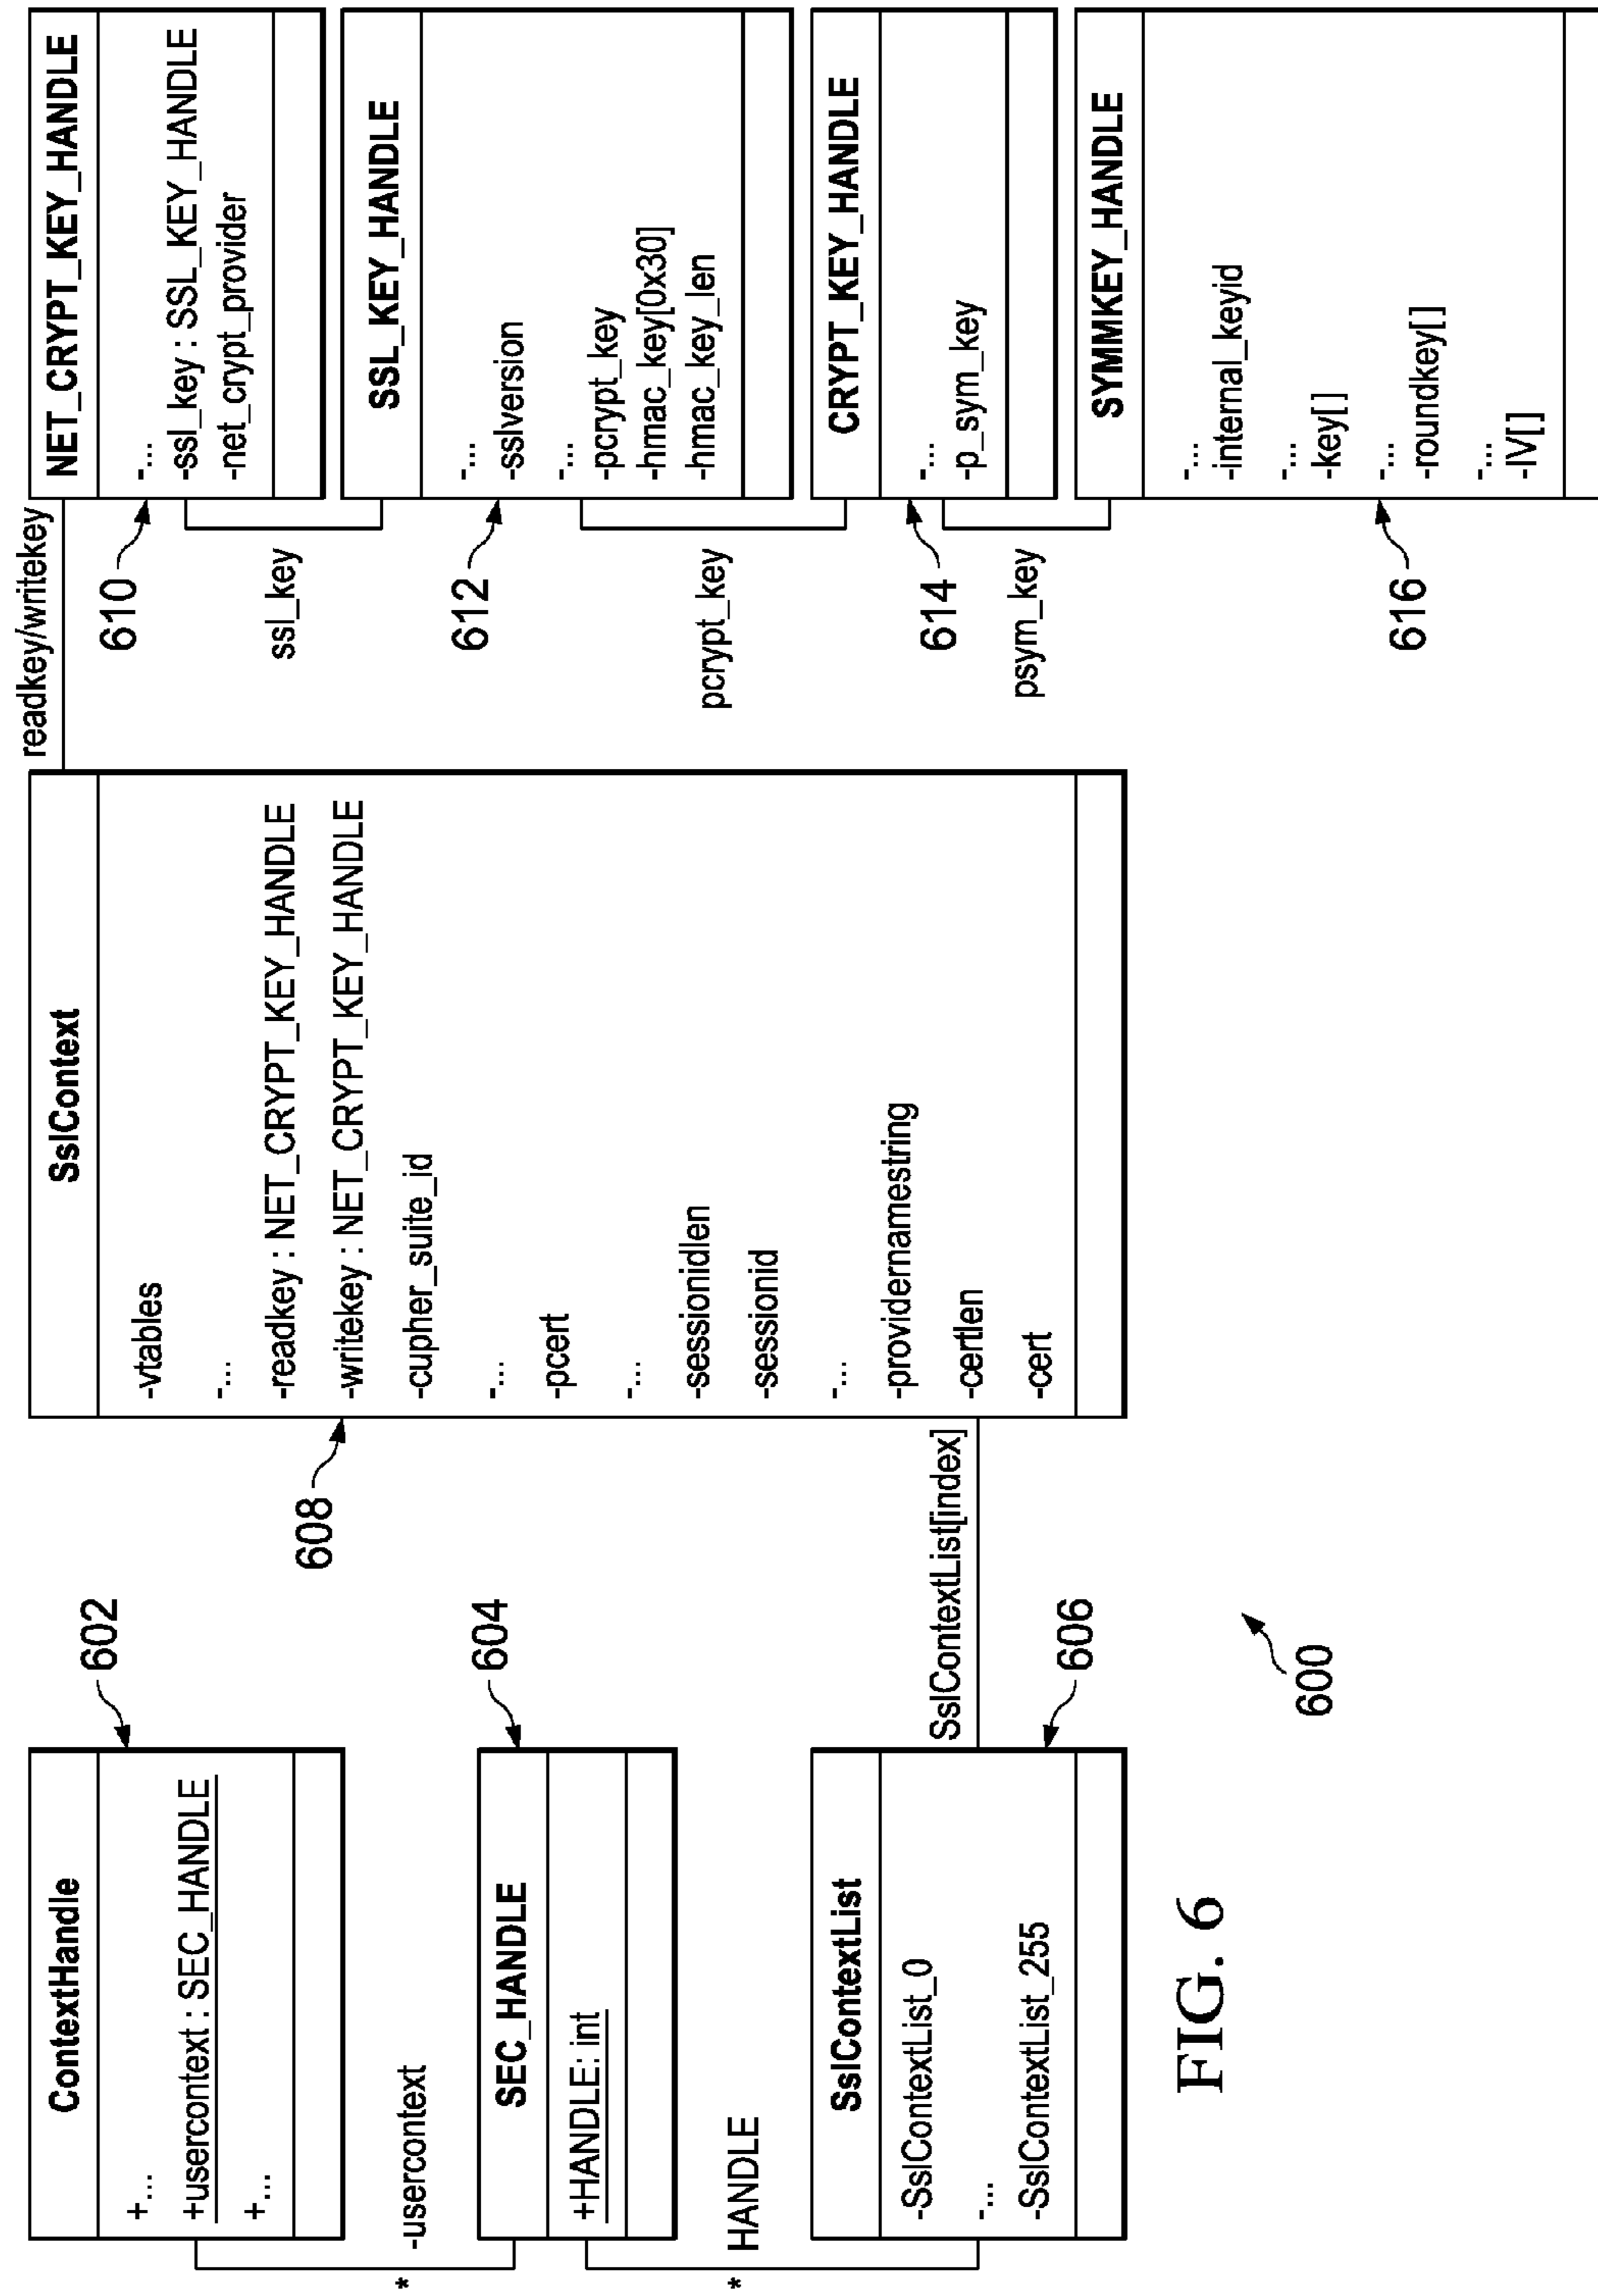 ContextHandle
+...
+usercontext : SEC_HANDLE
+...
602
*
-usercontext
SEC_HANDLE
+HANDLE: int
604
*
HANDLE
SslContextList
-SslContextList_0
-...
-SslContextList_255
606
SslContextList[index]
SslContext
-vtables
-...
-readkey : NET_CRYPT_KEY_HANDLE
-writekey : NET_CRYPT_KEY_HANDLE
-cupher_suite_id
-...
-pcert
-...
-sessionidlen
-sessionid
-...
-providernamestring
-certlen
-cert
608
readkey/writekey
NET_CRYPT_KEY_HANDLE
-...
-ssl_key : SSL_KEY_HANDLE
-net_crypt_provider
610
ssl_key
SSL_KEY_HANDLE
-...
-sslversion
-...
-pcrypt_key
-hmac_key[0x30]
-hmac_key_len
612
pcrypt_key
CRYPT_KEY_HANDLE
-...
-p_sym_key
614
psym_key
SYMMKEY_HANDLE
-...
-internal_keyid
-...
-key[]
-...
-roundkey[]
-...
-IV[]
616
600
FIG. 6